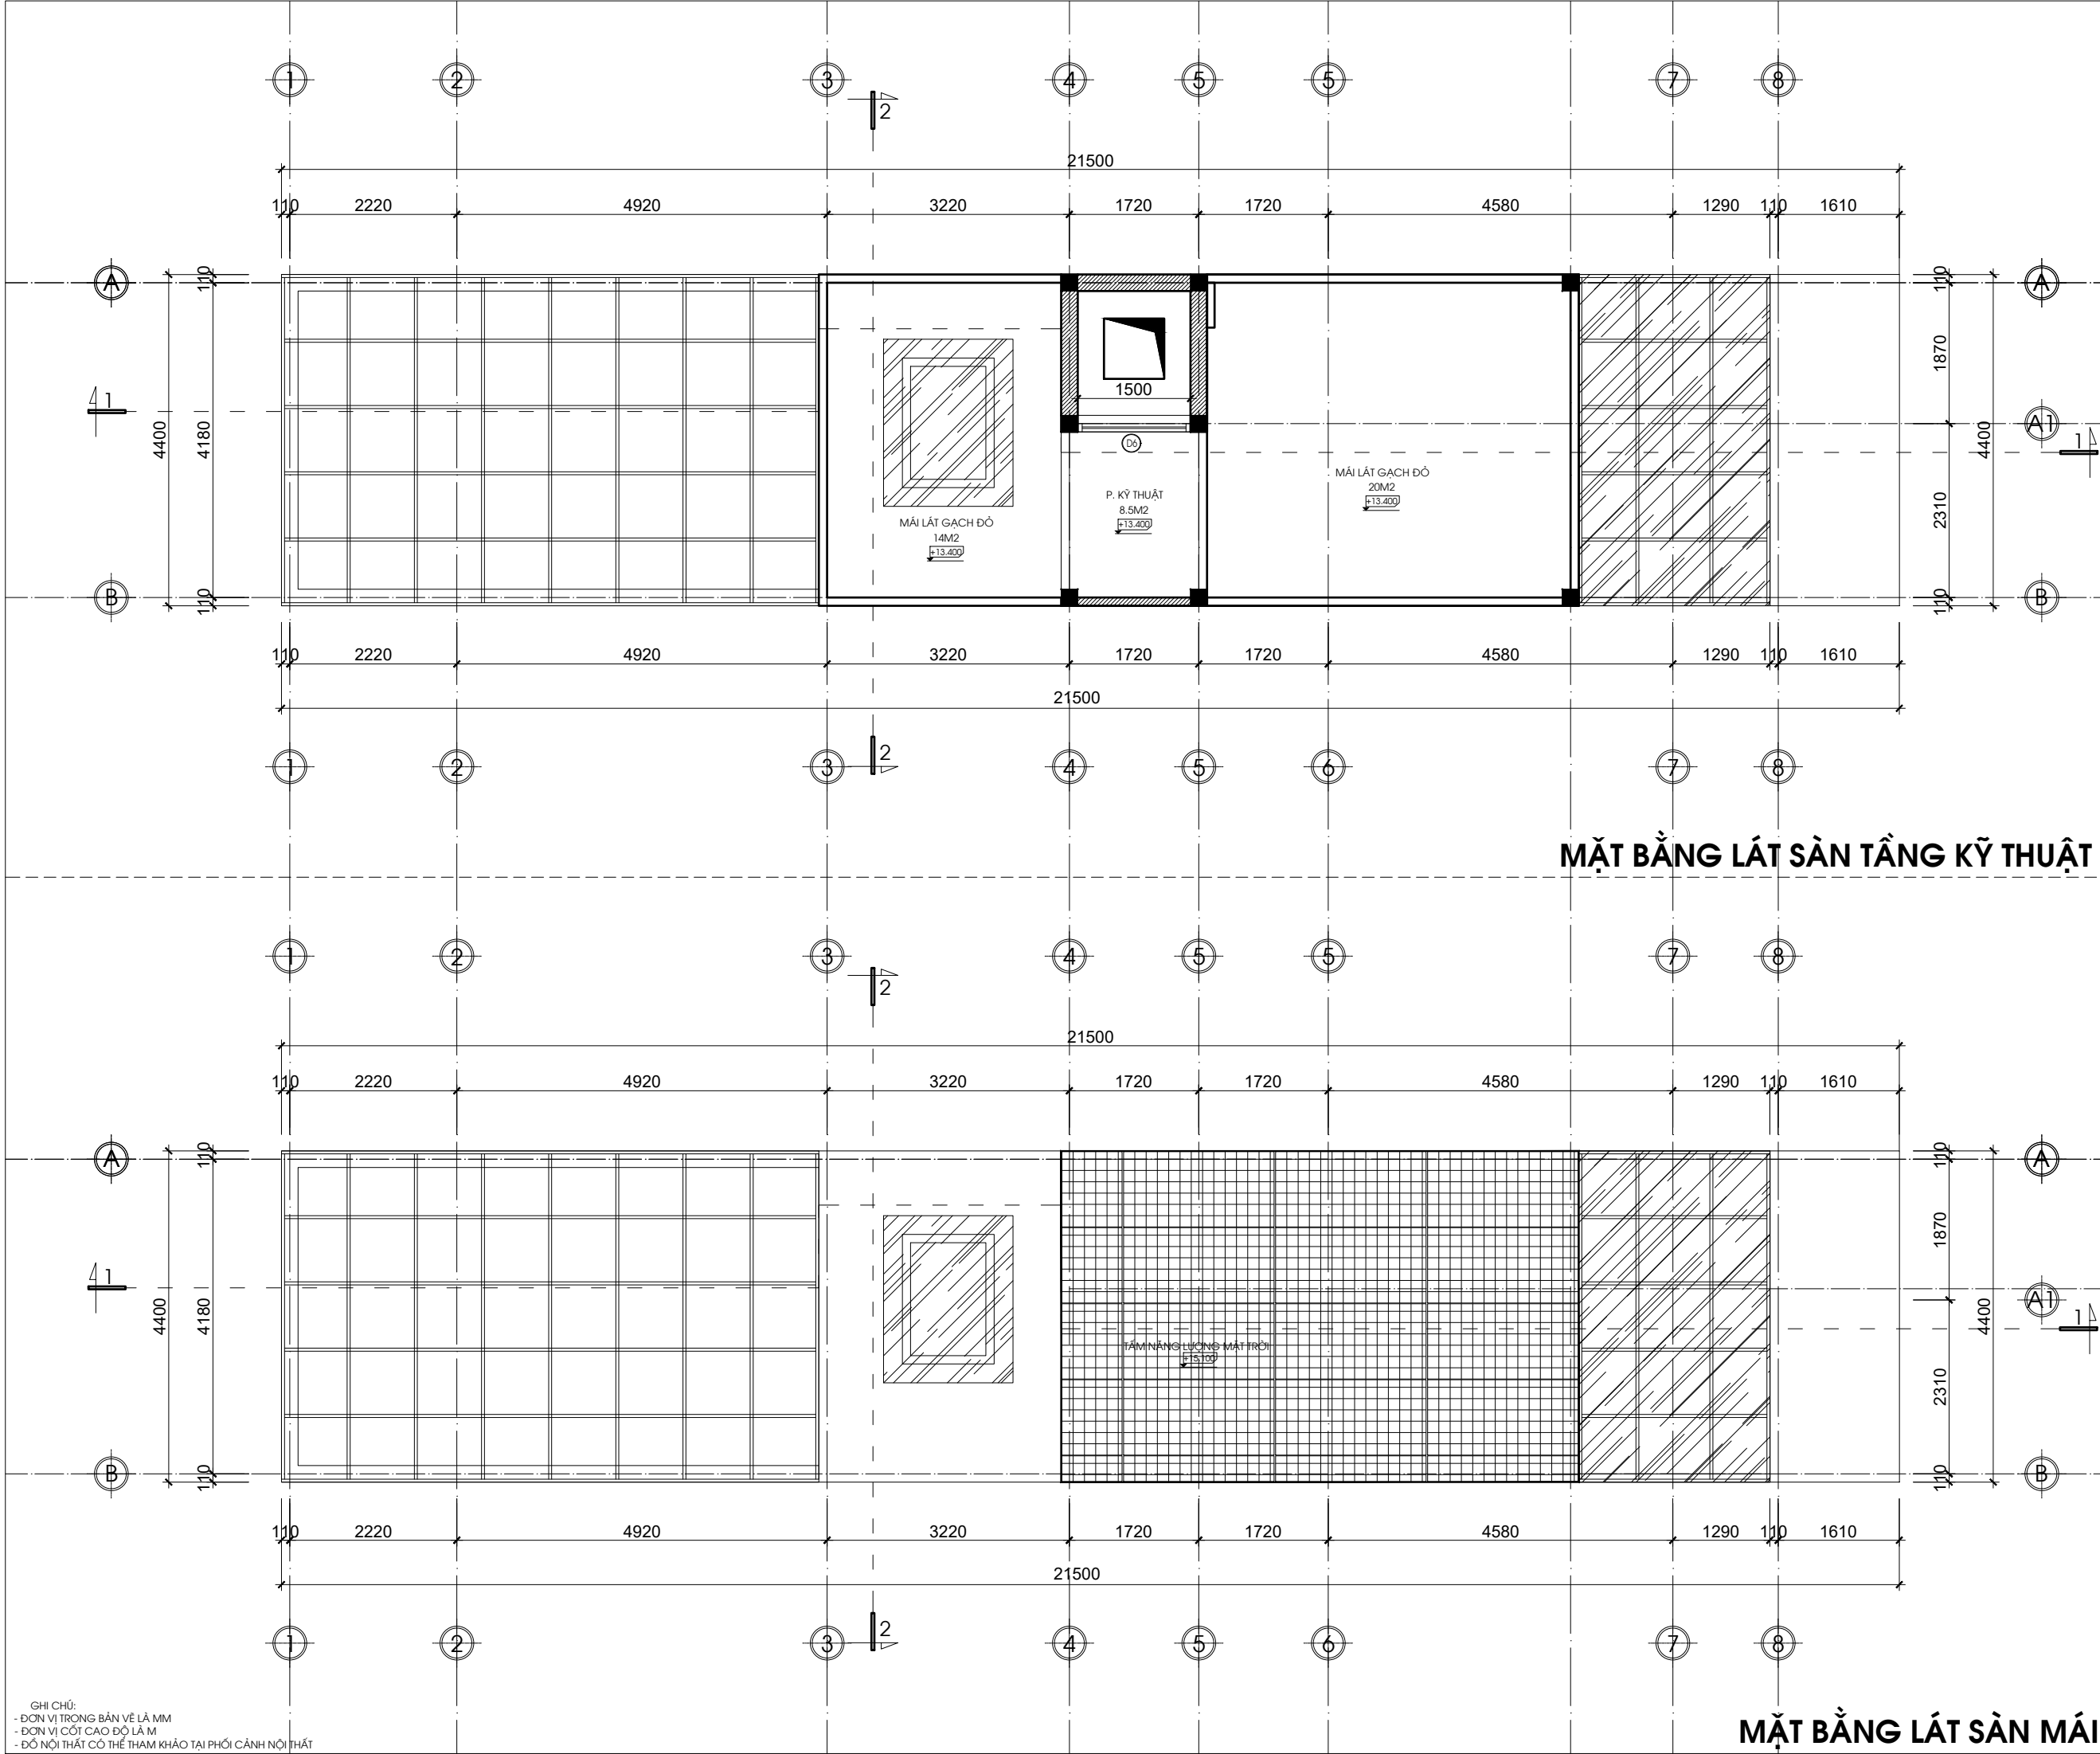 1 2 3 4 5 5 7 8
2
21500
110 2220 4920 3220 1720 1720 4580 1290 110 1610
A 110 110 A
1870
1500
1 4400 4180 A1 4400 1
D6
MÁI LÁT GẠCH ĐỎ
20M2
+13.400
P. KỸ THUẬT
8.5M2
+13.400
2310
MÁI LÁT GẠCH ĐỎ
14M2
+13.400
B 110 110 B
110 2220 4920 3220 1720 1720 4580 1290 110 1610
21500
2
1 2 3 4 5 6 7 8
MẶT BẰNG LÁT SÀN TẦNG KỸ THUẬT
1 2 3 4 5 5 7 8
2
21500
110 2220 4920 3220 1720 1720 4580 1290 110 1610
A 110 110 A
1870
1 4400 4180 A1 4400 1
TẤM NĂNG LƯỢNG MẶT TRỜI
+15.100
2310
B 110 110 B
110 2220 4920 3220 1720 1720 4580 1290 110 1610
21500
2
1 2 3 4 5 6 7 8
GHI CHÚ:
- ĐƠN VỊ TRONG BẢN VẼ LÀ MM
- ĐƠN VỊ CỐT CAO ĐỘ LÀ M
- ĐỒ NỘI THẤT CÓ THỂ THAM KHẢO TẠI PHỐI CẢNH NỘI THẤT
MẶT BẰNG LÁT SÀN MÁI